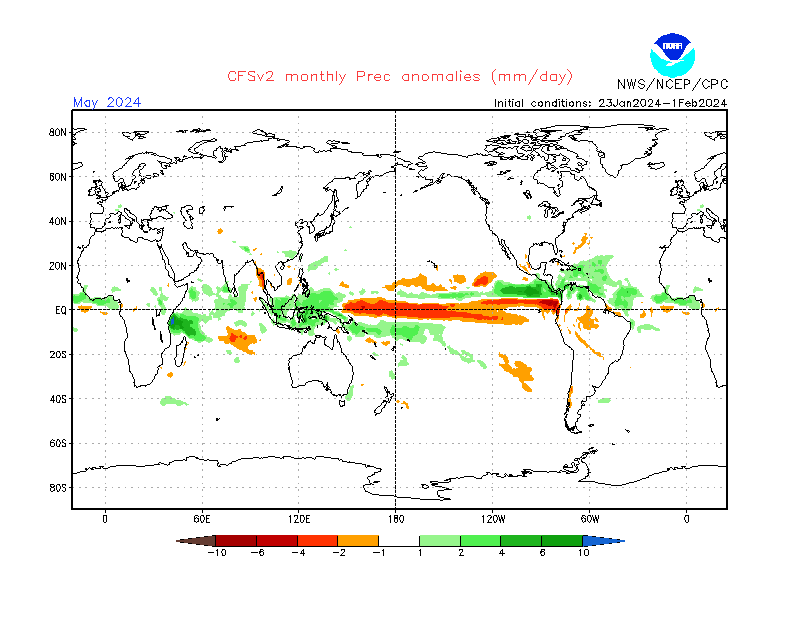 NOAA
CFSv2 monthly Prec anomalies (mm/day)
NWS/NCEP/CPC
May 2024
Initial conditions: 23Jan2024-1Feb2024
80N
60N
40N
20N
EQ
20S
40S
60S
80S
0 60E 120E 180 120W 60W 0
-10 -6 -4 -2 -1 1 2 4 6 10